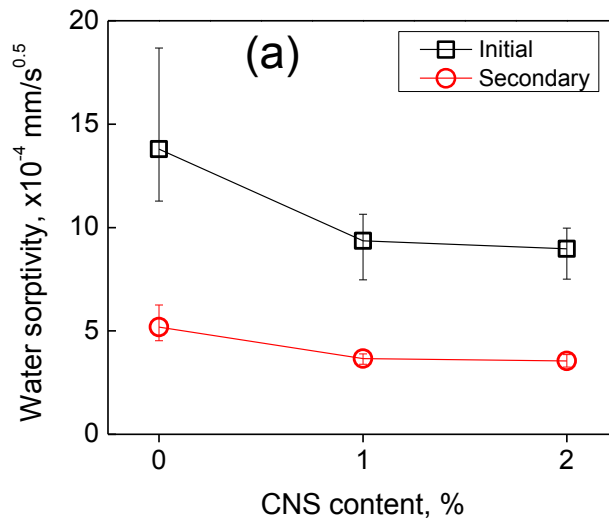 (a)
Initial
Secondary
Water sorptivity, x10⁻⁴ mm/s⁰·⁵
20
15
10
5
0
0 1 2
CNS content, %